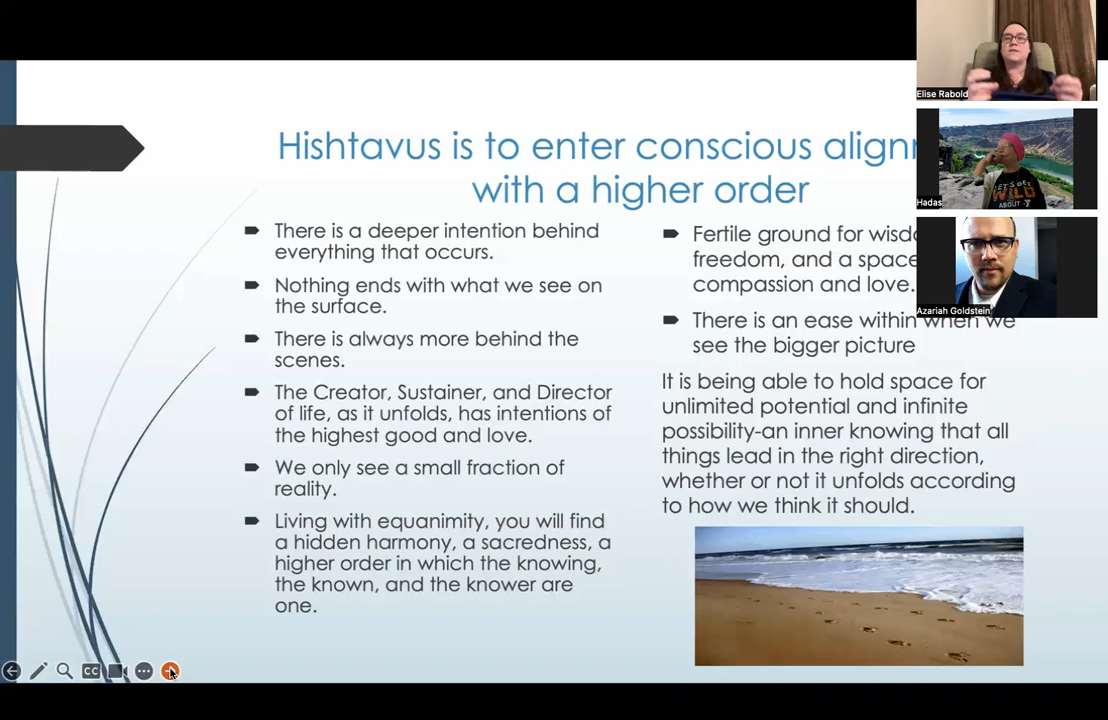 Hishtavus is to enter conscious
with a higher order
There is a deeper intention behind
everything that occurs.
Nothing ends with what we see on
the surface.
There is always more behind the
scenes.
The Creator, Sustainer, and Director
of life, as it unfolds, has intentions of
the highest good and love.
We only see a small fraction of
reality.
Living with equanimity, you will find
a hidden harmony, a sacredness, a
higher order in which the knowing,
the known, and the knower are
one.
Fertile ground for
freedom, and a space
compassion and love.
There is an ease within when we
see the bigger picture
It is being able to hold space for
unlimited potential and infinite
possibility-an inner knowing that all
things lead in the right direction,
whether or not it unfolds according
to how we think it should.
Elise Rabold
LET'S GET
WILD
ABOUT
Hadas
Azariah Goldstein
CC